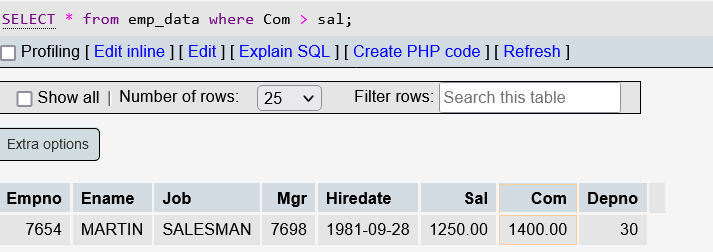 SELECT * from emp_data where Com > sal;
Profiling [ Edit inline ] [ Edit ] [ Explain SQL ] [ Create PHP code ] [ Refresh ]
Show all | Number of rows: 25 Filter rows: Search this table
Extra options
Empno Ename Job Mgr Hiredate Sal Com Depno
7654 MARTIN SALESMAN 7698 1981-09-28 1250.00 1400.00 30